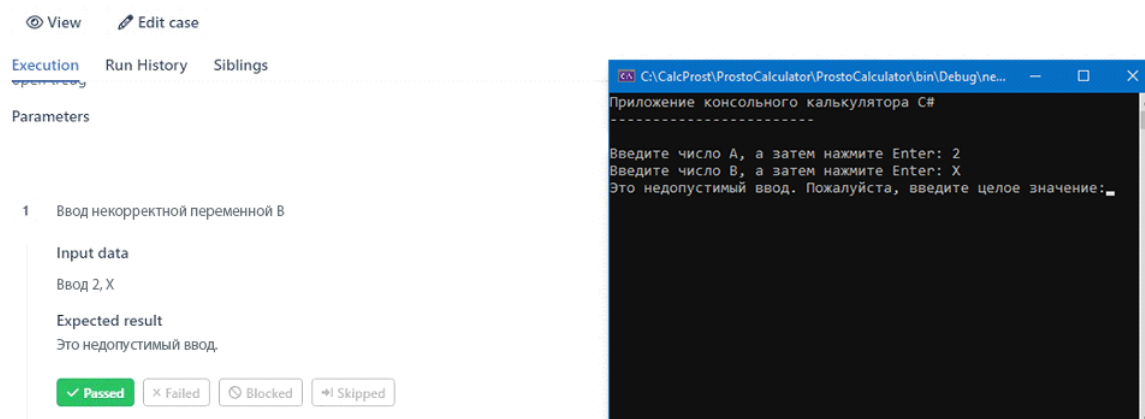 View
Edit case
Execution
Run History
Siblings
Parameters
1 Ввод некорректной переменной B
Input data
Ввод 2, X
Expected result
Это недопустимый ввод.
Passed
Failed
Blocked
Skipped
C:\CalcProst\ProstoCalculator\ProstoCalculator\bin\Debug\ne...
Приложение консольного калькулятора C#
------------------------
Введите число A, а затем нажмите Enter: 2
Введите число B, а затем нажмите Enter: X
Это недопустимый ввод. Пожалуйста, введите целое значение: